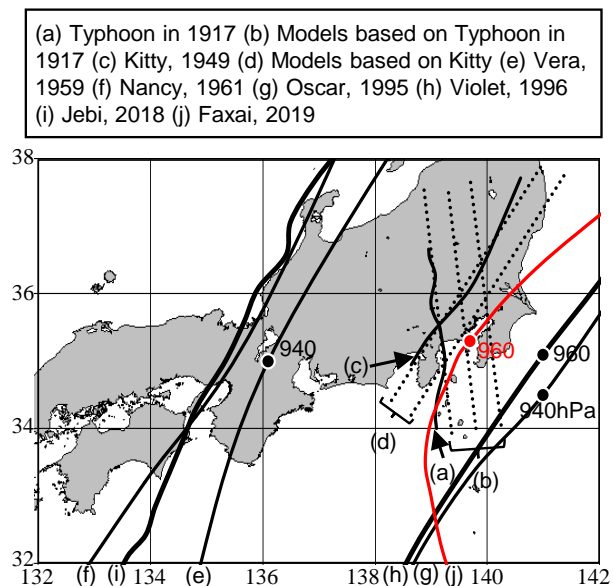 (a) Typhoon in 1917 (b) Models based on Typhoon in
1917 (c) Kitty, 1949 (d) Models based on Kitty (e) Vera,
1959 (f) Nancy, 1961 (g) Oscar, 1995 (h) Violet, 1996
(i) Jebi, 2018 (j) Faxai, 2019
38
36
940
960
960
(c)
940hPa
34
(d)
(a)
(b)
32
132 (f) (i) 134 (e) 136 138 (h) (g) (j) 140 142